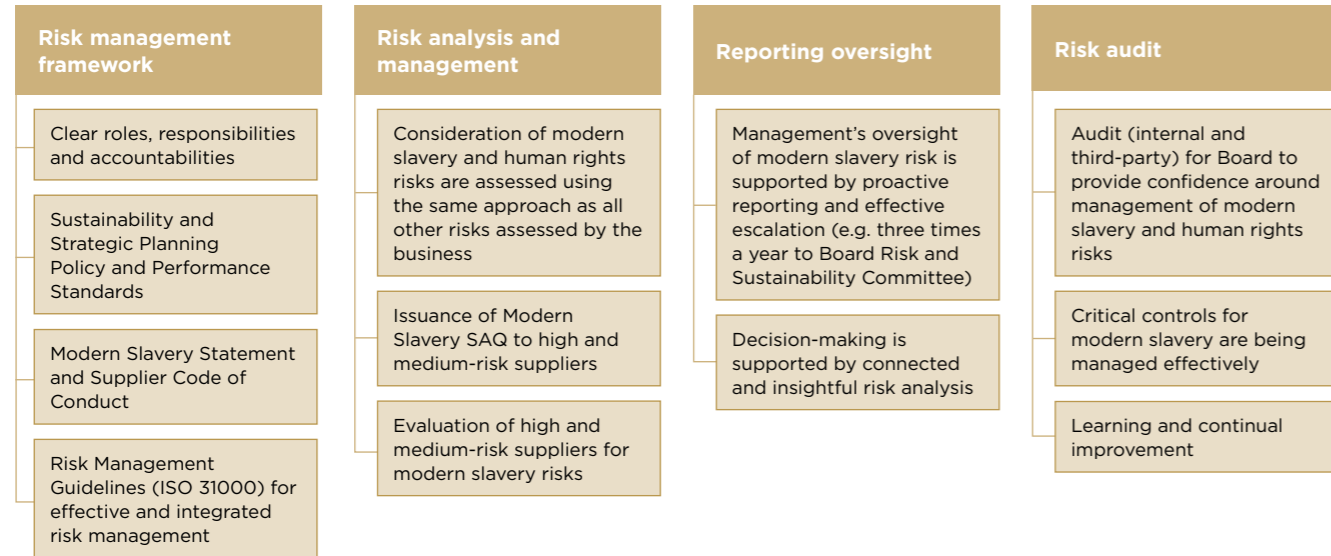 Risk management
framework
Clear roles, responsibilities
and accountabilities
Sustainability and
Strategic Planning
Policy and Performance
Standards
Modern Slavery Statement
and Supplier Code of
Conduct
Risk Management
Guidelines (ISO 31000) for
effective and integrated
risk management
Risk analysis and
management
Consideration of modern
slavery and human rights
risks are assessed using
the same approach as all
other risks assessed by the
business
Issuance of Modern
Slavery SAQ to high and
medium-risk suppliers
Evaluation of high and
medium-risk suppliers for
modern slavery risks
Reporting oversight
Management’s oversight
of modern slavery risk is
supported by proactive
reporting and effective
escalation (e.g. three times
a year to Board Risk and
Sustainability Committee)
Decision-making is
supported by connected
and insightful risk analysis
Risk audit
Audit (internal and
third-party) for Board to
provide confidence around
management of modern
slavery and human rights
risks
Critical controls for
modern slavery are being
managed effectively
Learning and continual
improvement